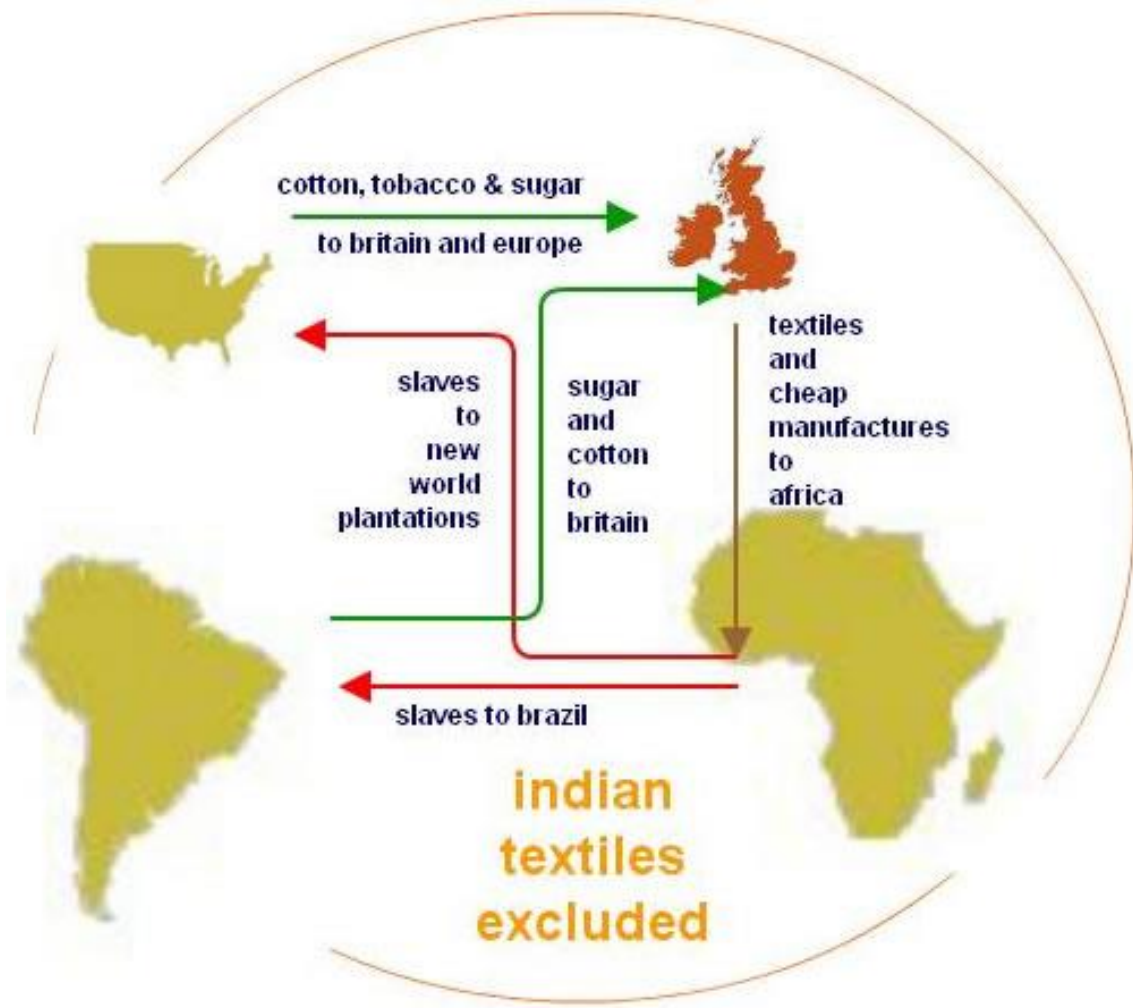 cotton, tobacco & sugar
to britain and europe
textiles
and
cheap
manufactures
to
africa
slaves
to
new
world
plantations
sugar
and
cotton
to
britain
slaves to brazil
indian
textiles
excluded